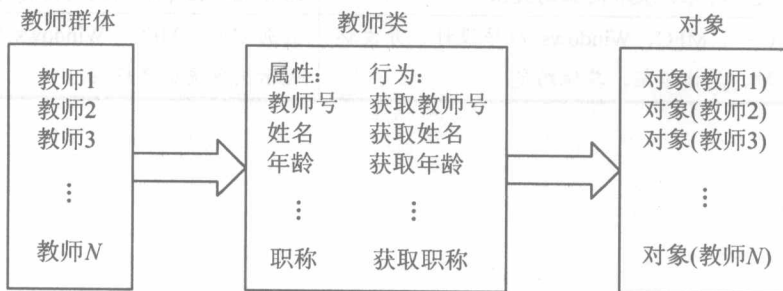 教师群体
教师1
教师2
教师3
⋮
教师N
教师类
属性: 行为:
教师号 获取教师号
姓名 获取姓名
年龄 获取年龄
⋮ ⋮
职称 获取职称
对象
对象(教师1)
对象(教师2)
对象(教师3)
⋮
对象(教师N)